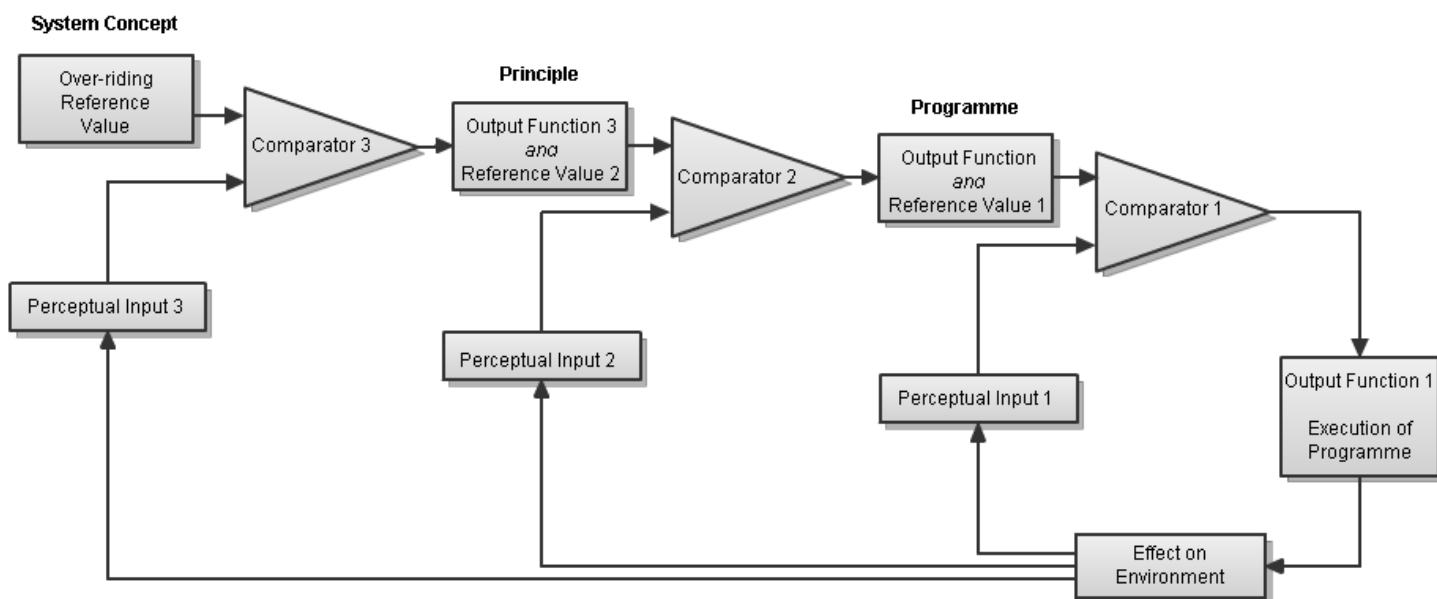 System Concept
Over-riding
Reference
Value
Comparator 3
Principle
Output Function 3
and
Reference Value 2
Comparator 2
Programme
Output Function
and
Reference Value 1
Comparator 1
Perceptual Input 3
Perceptual Input 2
Perceptual Input 1
Output Function 1
Execution of
Programme
Effect on
Environment